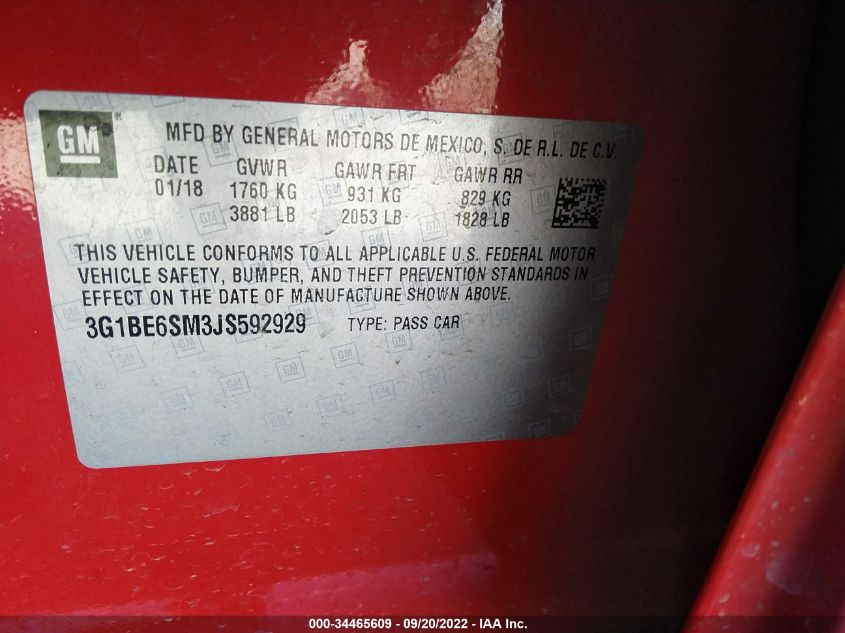 GM
MFD BY GENERAL MOTORS DE MEXICO, S. DE R.L. DE C.V.
DATE GVWR GAWR FRT GAWR RR
01/18 1760 KG 931 KG 829 KG
3881 LB 2053 LB 1828 LB
THIS VEHICLE CONFORMS TO ALL APPLICABLE U.S. FEDERAL MOTOR
VEHICLE SAFETY, BUMPER, AND THEFT PREVENTION STANDARDS IN
EFFECT ON THE DATE OF MANUFACTURE SHOWN ABOVE.
3G1BE6SM3JS592929 TYPE: PASS CAR
000-34465609 - 09/20/2022 - IAA Inc.